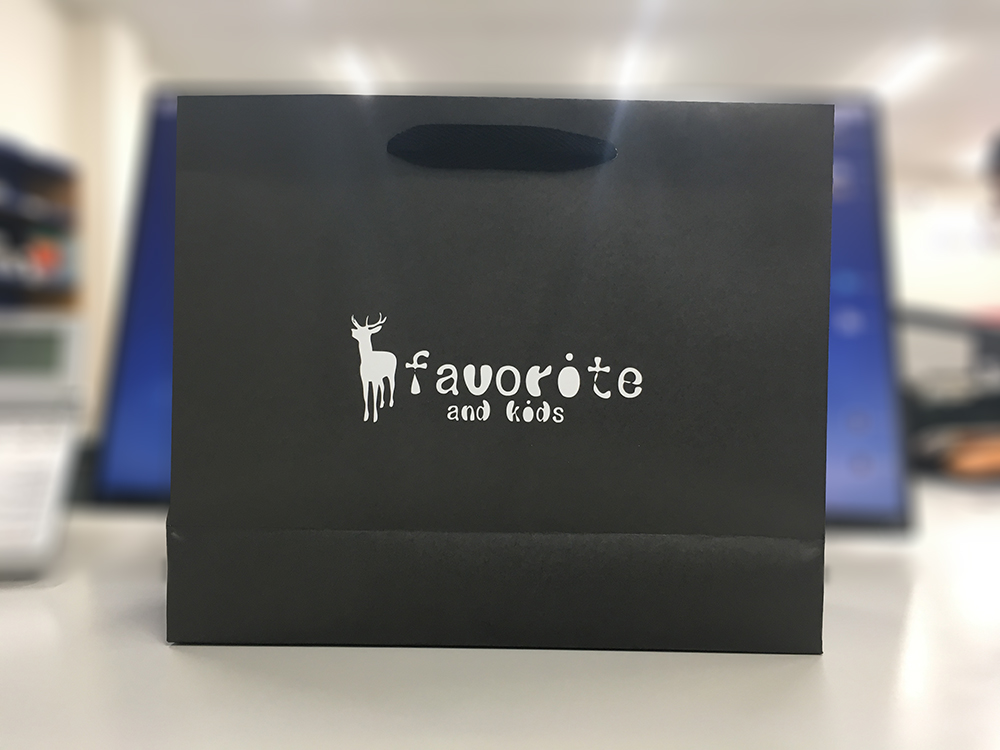 favorite
and kids